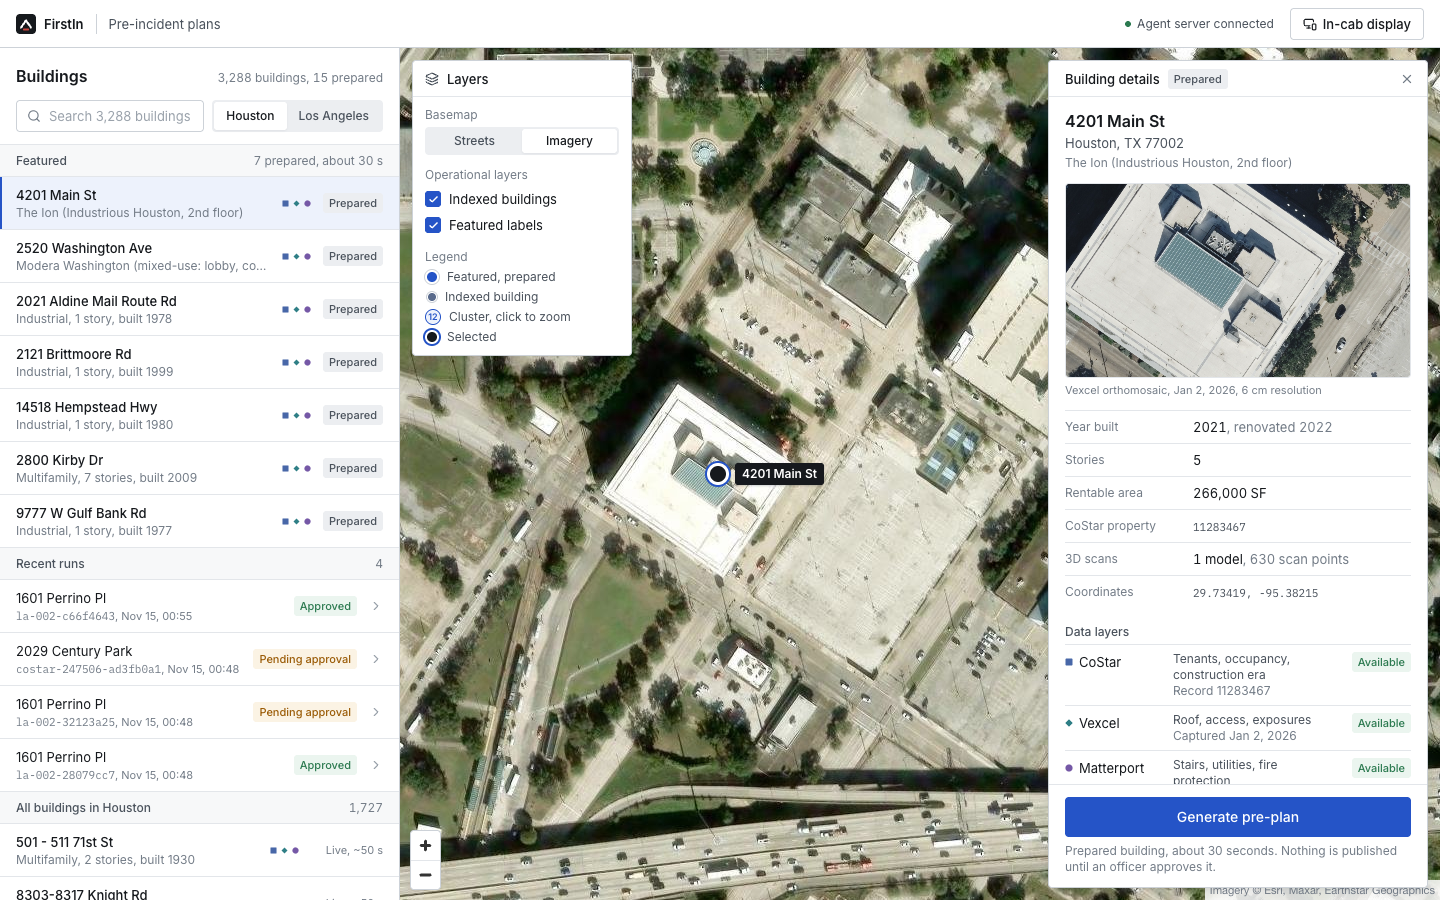 FirstIn
Pre-incident plans
Agent server connected
In-cab display
Buildings
3,288 buildings, 15 prepared
Search 3,288 buildings
Houston
Los Angeles
Featured
7 prepared, about 30 s
4201 Main St
The Ion (Industrious Houston, 2nd floor)
Prepared
2520 Washington Ave
Modera Washington (mixed-use: lobby, co...
Prepared
2021 Aldine Mail Route Rd
Industrial, 1 story, built 1978
Prepared
2121 Brittmoore Rd
Industrial, 1 story, built 1999
Prepared
14518 Hempstead Hwy
Industrial, 1 story, built 1980
Prepared
2800 Kirby Dr
Multifamily, 7 stories, built 2009
Prepared
9777 W Gulf Bank Rd
Industrial, 1 story, built 1977
Prepared
Recent runs
4
1601 Perrino Pl
la-002-c66f4643, Nov 15, 00:55
Approved
2029 Century Park
costar-247506-ad3fb0a1, Nov 15, 00:48
Pending approval
1601 Perrino Pl
la-002-32123a25, Nov 15, 00:48
Pending approval
1601 Perrino Pl
la-002-28079cc7, Nov 15, 00:48
Approved
All buildings in Houston
1,727
501 - 511 71st St
Multifamily, 2 stories, built 1930
Live, ~50 s
8303-8317 Knight Rd
Layers
Basemap
Streets
Imagery
Operational layers
Indexed buildings
Featured labels
Legend
Featured, prepared
Indexed building
12
Cluster, click to zoom
Selected
4201 Main St
+
−
Building details
Prepared
4201 Main St
Houston, TX 77002
The Ion (Industrious Houston, 2nd floor)
Vexcel orthomosaic, Jan 2, 2026, 6 cm resolution
Year built
2021, renovated 2022
Stories
5
Rentable area
266,000 SF
CoStar property
11283467
3D scans
1 model, 630 scan points
Coordinates
29.73419, -95.38215
Data layers
CoStar
Tenants, occupancy,
construction era
Record 11283467
Available
Vexcel
Roof, access, exposures
Captured Jan 2, 2026
Available
Matterport
Stairs, utilities, fire
protection
Available
Generate pre-plan
Prepared building, about 30 seconds. Nothing is published
until an officer approves it.
Imagery © Esri, Maxar, Earthstar Geographics